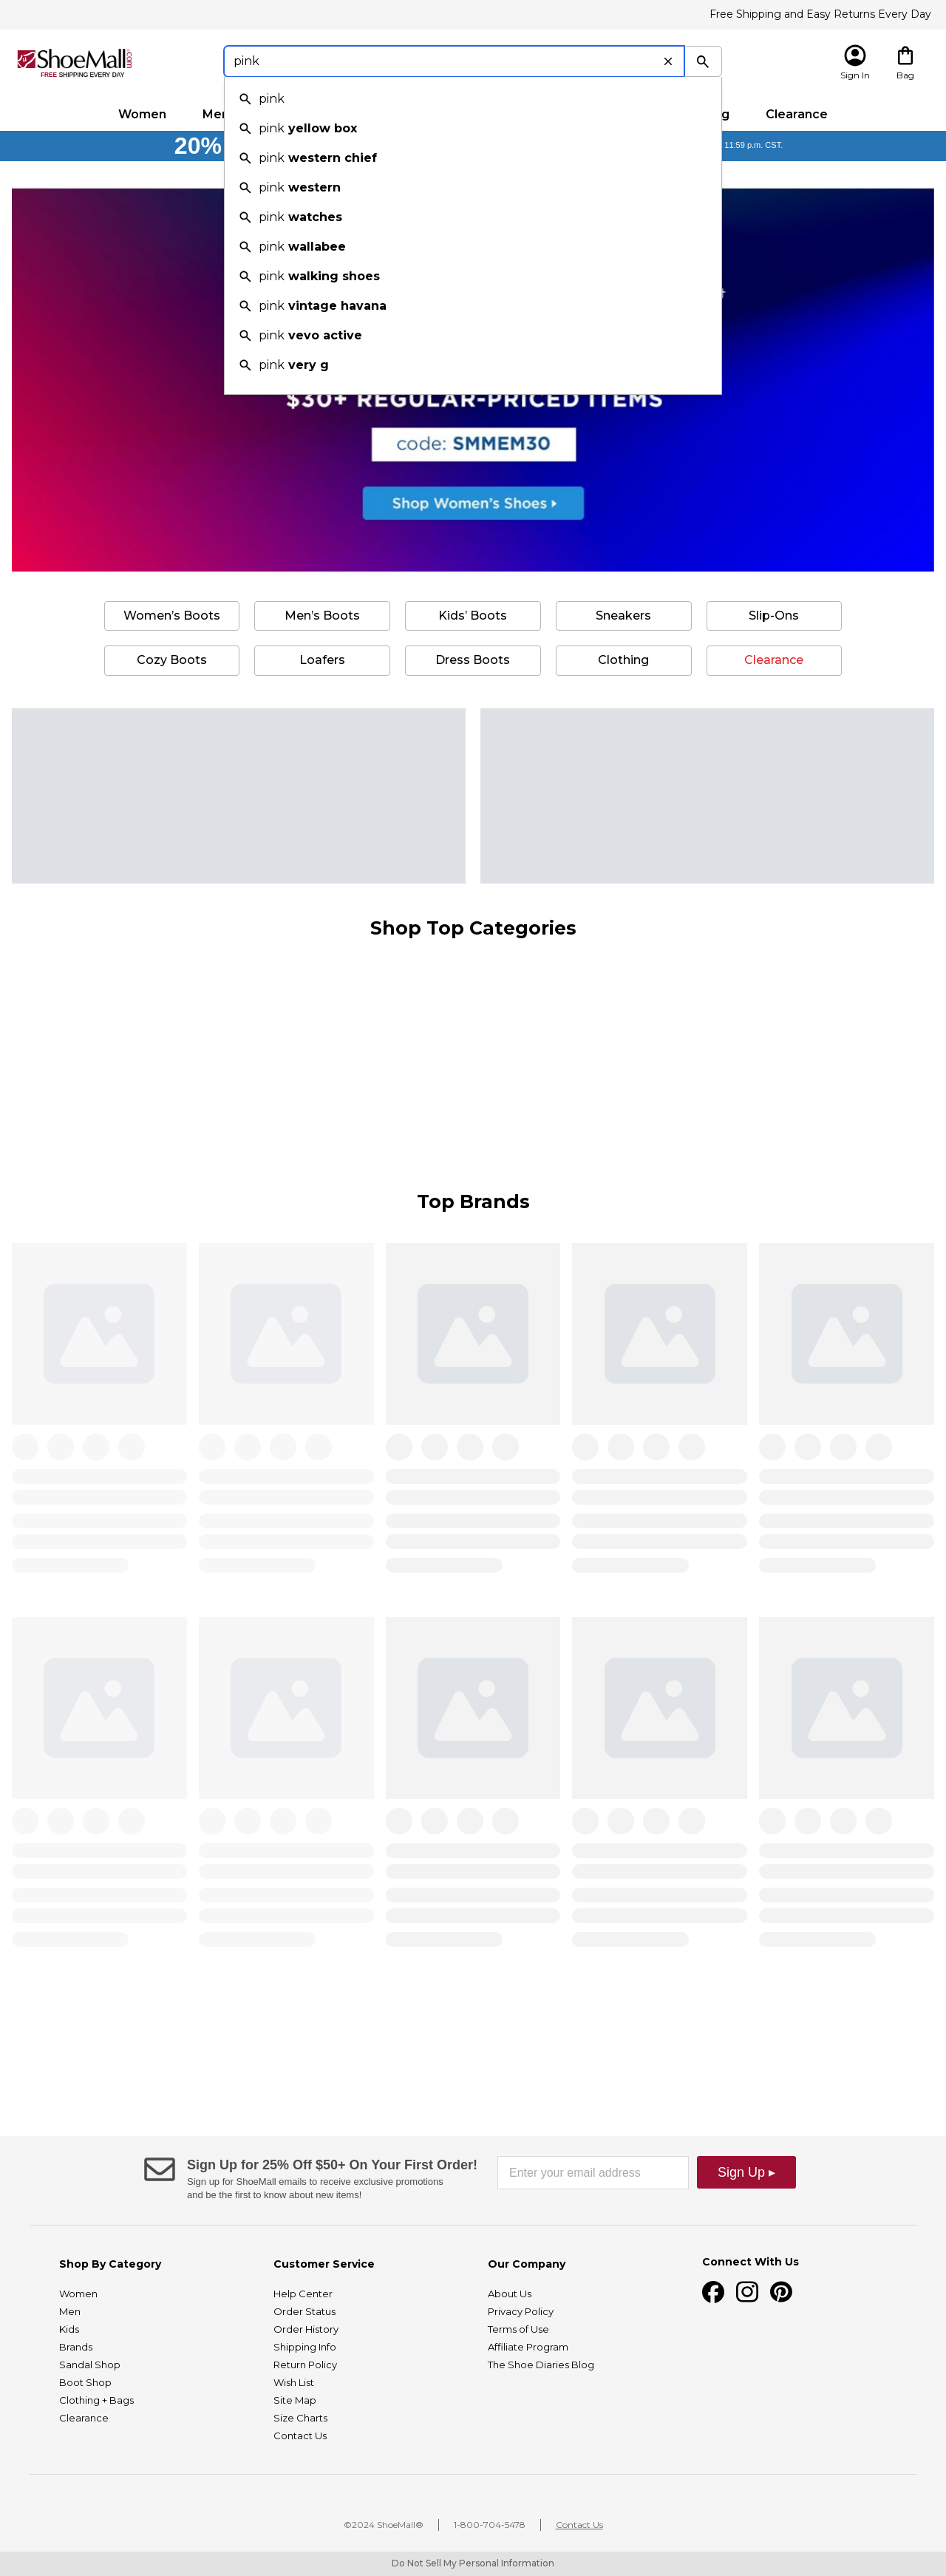 Free Shipping and Easy Returns Every Day
ShoeMall.com
FREE SHIPPING EVERY DAY
pink
Sign In
Bag
Women
Clearance
20%
11:59 p.m. CST.
pink
pink yellow box
pink western chief
pink western
pink watches
pink wallabee
pink walking shoes
pink vintage havana
pink vevo active
pink very g
$30+ REGULAR-PRICED ITEMS
code: SMMEM30
Shop Women's Shoes
Women's Boots
Men's Boots
Kids' Boots
Sneakers
Slip-Ons
Cozy Boots
Loafers
Dress Boots
Clothing
Clearance
Shop Top Categories
Top Brands
Sign Up for 25% Off $50+ On Your First Order!
Sign up for ShoeMall emails to receive exclusive promotions
and be the first to know about new items!
Enter your email address
Sign Up ▸
Shop By Category
Women
Men
Kids
Brands
Sandal Shop
Boot Shop
Clothing + Bags
Clearance
Customer Service
Help Center
Order Status
Order History
Shipping Info
Return Policy
Wish List
Site Map
Size Charts
Contact Us
Our Company
About Us
Privacy Policy
Terms of Use
Affiliate Program
The Shoe Diaries Blog
Connect With Us
©2024 ShoeMall®
1-800-704-5478
Contact Us
Do Not Sell My Personal Information